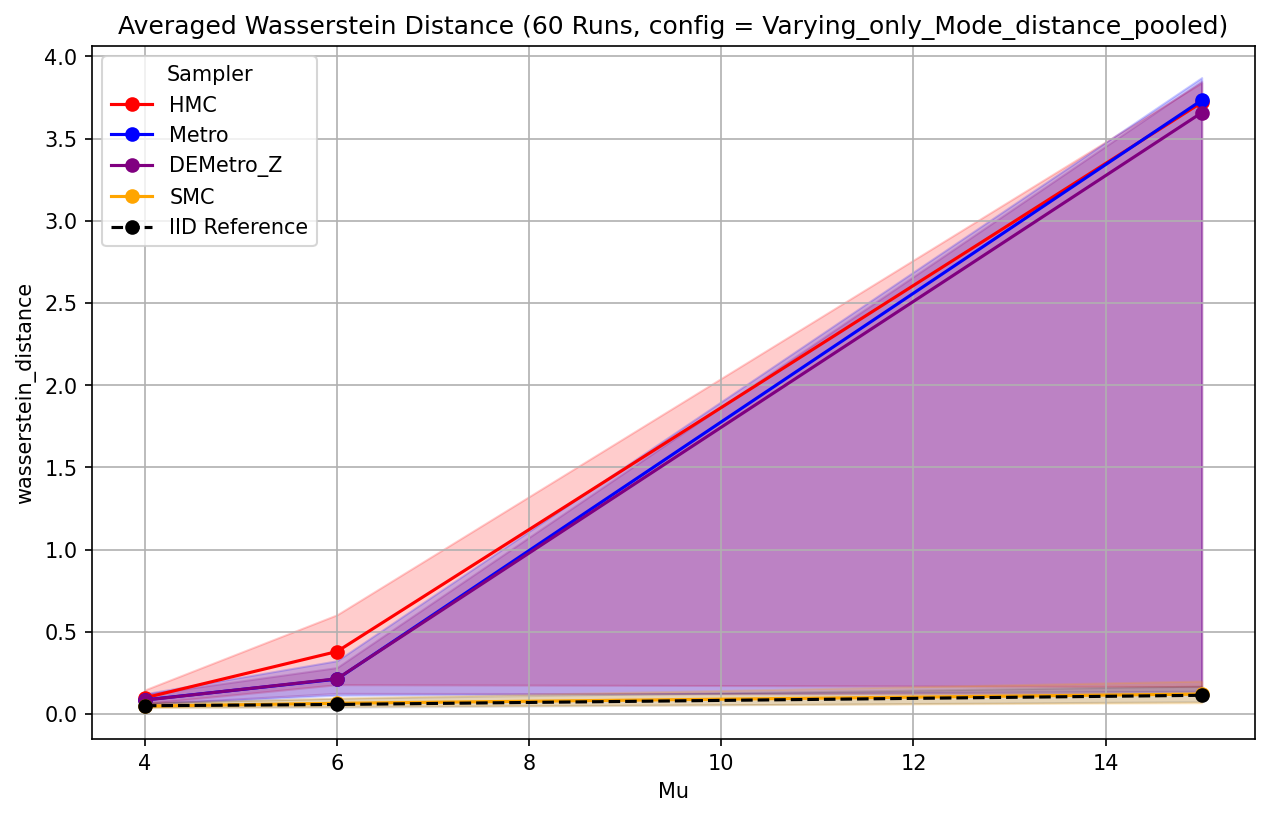 Averaged Wasserstein Distance (60 Runs, config = Varying_only_Mode_distance_pooled)
Sampler
HMC
Metro
DEMetro_Z
SMC
IID Reference
wasserstein_distance
4.0
3.5
3.0
2.5
2.0
1.5
1.0
0.5
0.0
4
6
8
10
12
14
Mu